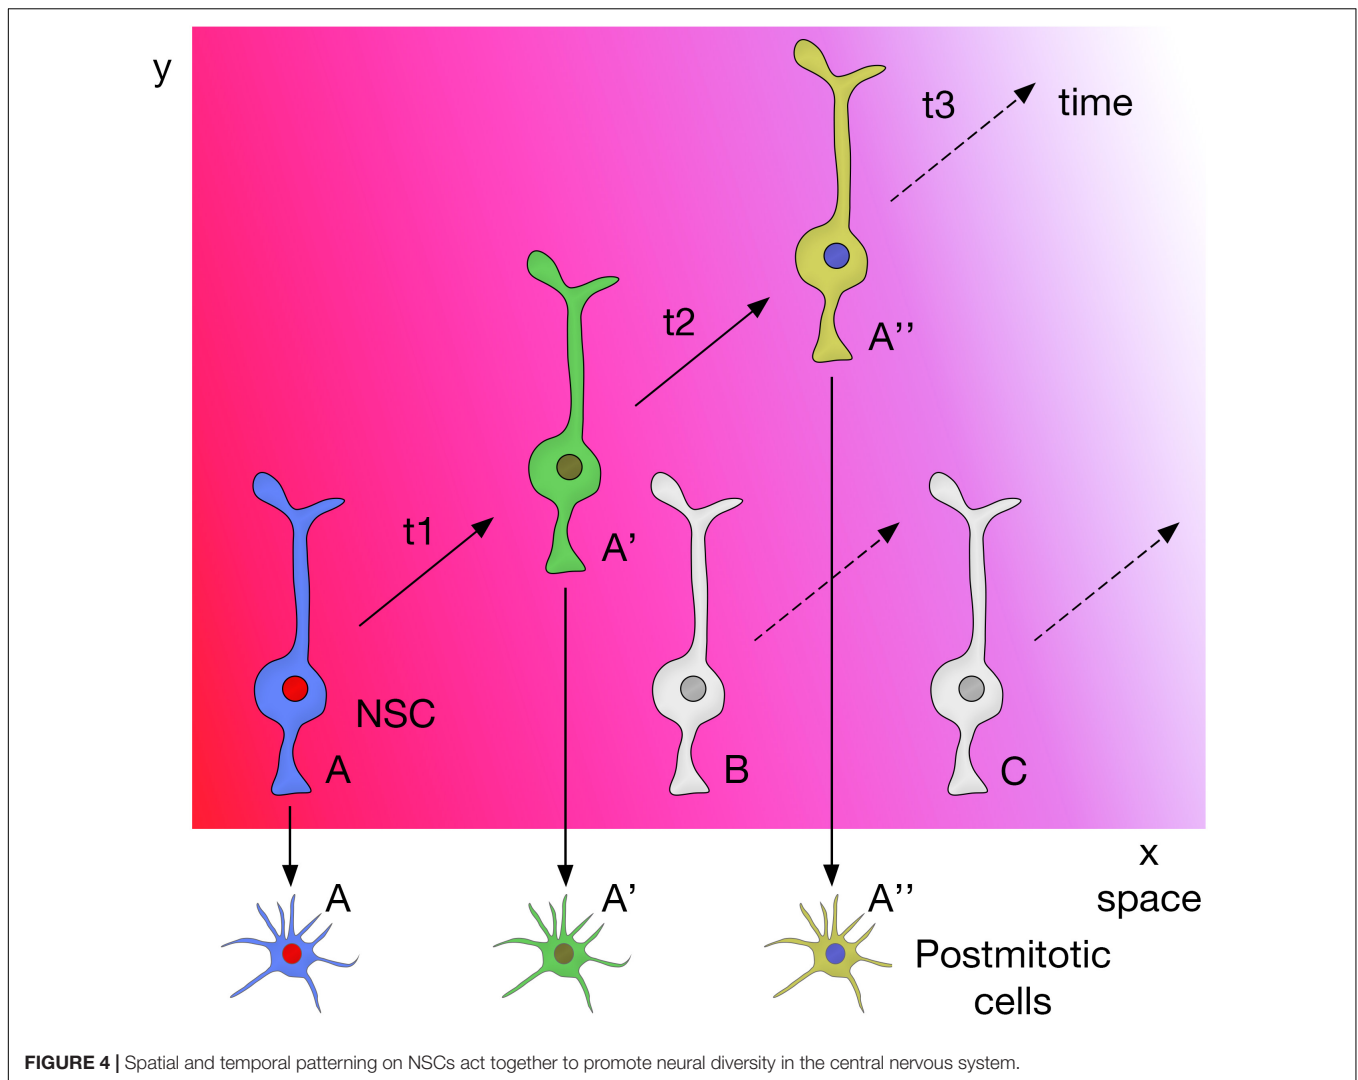 y
t3
time
t2
A’’
t1
A’
NSC
A
B
C
x
space
A
A’
A’’
Postmitotic
cells
FIGURE 4 | Spatial and temporal patterning on NSCs act together to promote neural diversity in the central nervous system.